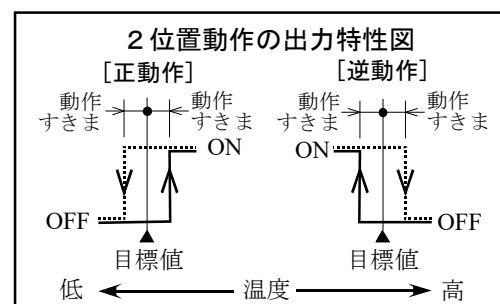 ２位置動作の出力特性図
[正動作]
[逆動作]
動作
すきま
動作
すきま
動作
すきま
動作
すきま
ON
OFF
ON
OFF
目標値
目標値
低
温度
高